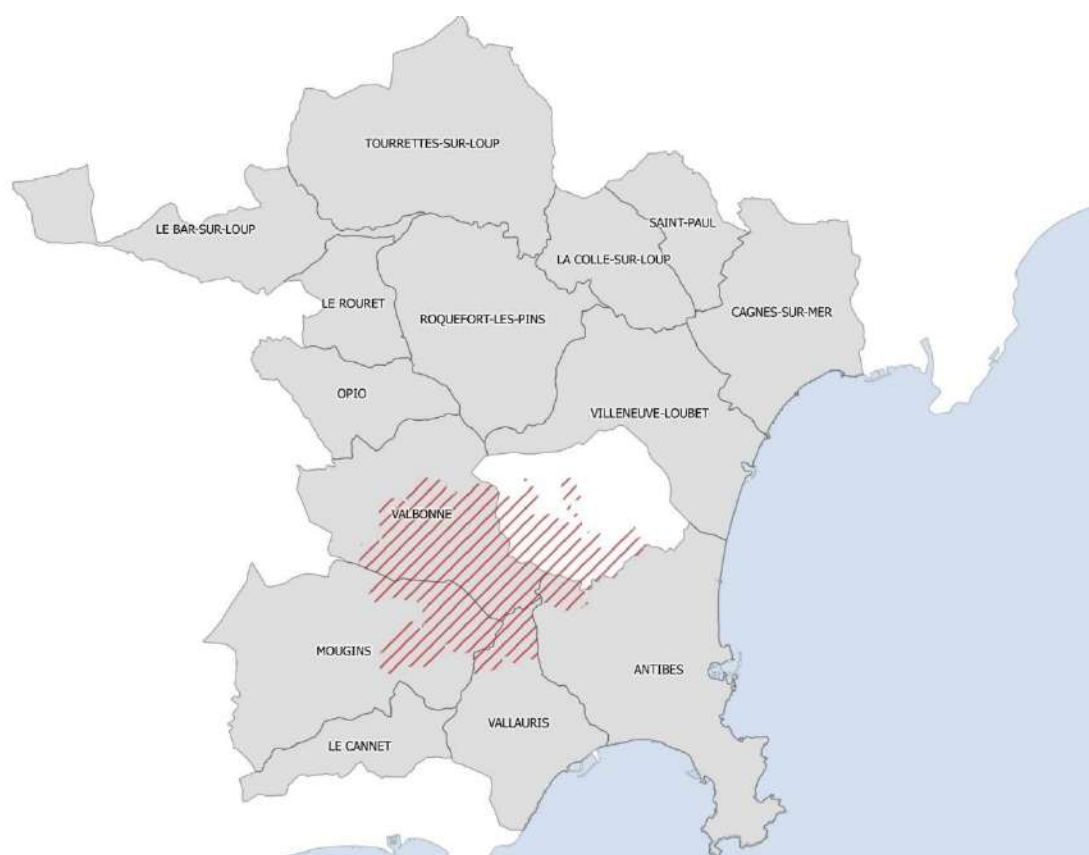 TOURRETTES-SUR-LOUP
SAINT-PAUL
LE BAR-SUR-LOUP
LA COLLE-SUR-LOUP
LE ROURET
CAGNES-SUR-MER
ROQUEFORT-LES-PINS
OPIO
VILLENEUVE-LOUBET
VALBONNE
MOUGINS
ANTIBES
VALLAURIS
LE CANNET